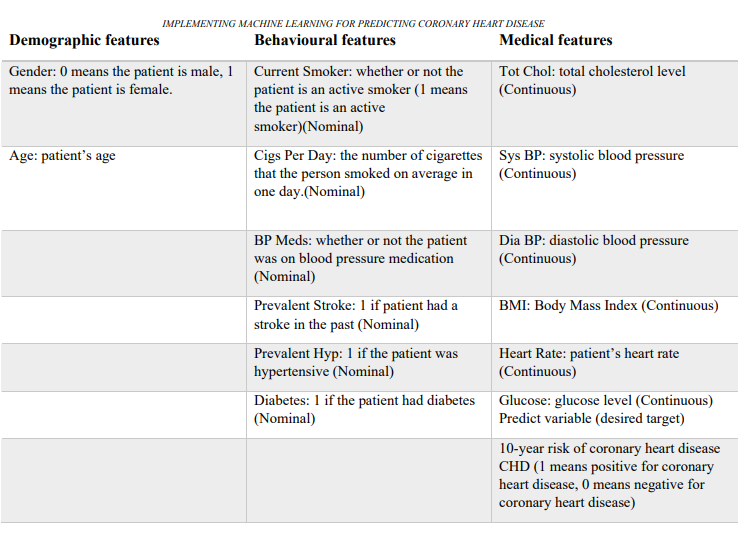 IMPLEMENTING MACHINE LEARNING FOR PREDICTING CORONARY HEART DISEASE
Demographic features
Behavioural features
Medical features
Gender: 0 means the patient is male, 1
means the patient is female.
Current Smoker: whether or not the
patient is an active smoker (1 means
the patient is an active
smoker)(Nominal)
Tot Chol: total cholesterol level
(Continuous)
Age: patient’s age
Cigs Per Day: the number of cigarettes
that the person smoked on average in
one day.(Nominal)
Sys BP: systolic blood pressure
(Continuous)
BP Meds: whether or not the patient
was on blood pressure medication
(Nominal)
Dia BP: diastolic blood pressure
(Continuous)
Prevalent Stroke: 1 if patient had a
stroke in the past (Nominal)
BMI: Body Mass Index (Continuous)
Prevalent Hyp: 1 if the patient was
hypertensive (Nominal)
Heart Rate: patient’s heart rate
(Continuous)
Diabetes: 1 if the patient had diabetes
(Nominal)
Glucose: glucose level (Continuous)
Predict variable (desired target)
10-year risk of coronary heart disease
CHD (1 means positive for coronary
heart disease, 0 means negative for
coronary heart disease)